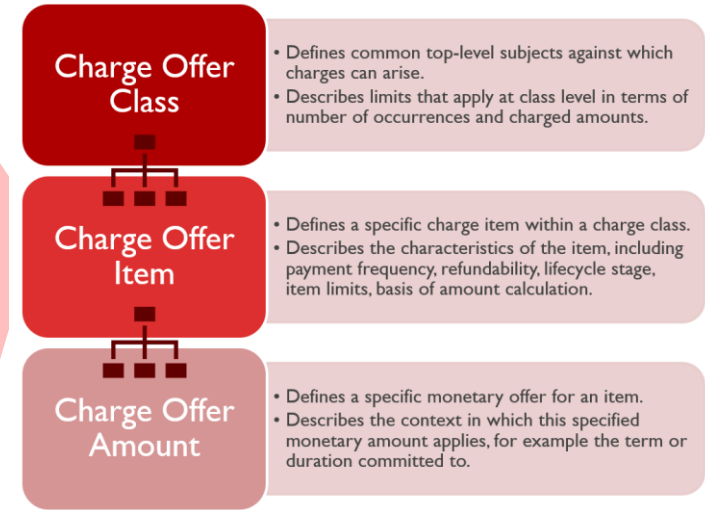 Charge Offer
Class
• Defines common top-level subjects against which
charges can arise.
• Describes limits that apply at class level in terms of
number of occurrences and charged amounts.
Charge Offer
Item
• Defines a specific charge item within a charge class.
• Describes the characteristics of the item, including
payment frequency, refundability, lifecycle stage,
item limits, basis of amount calculation.
Charge Offer
Amount
• Defines a specific monetary offer for an item.
• Describes the context in which this specified
monetary amount applies, for example the term or
duration committed to.